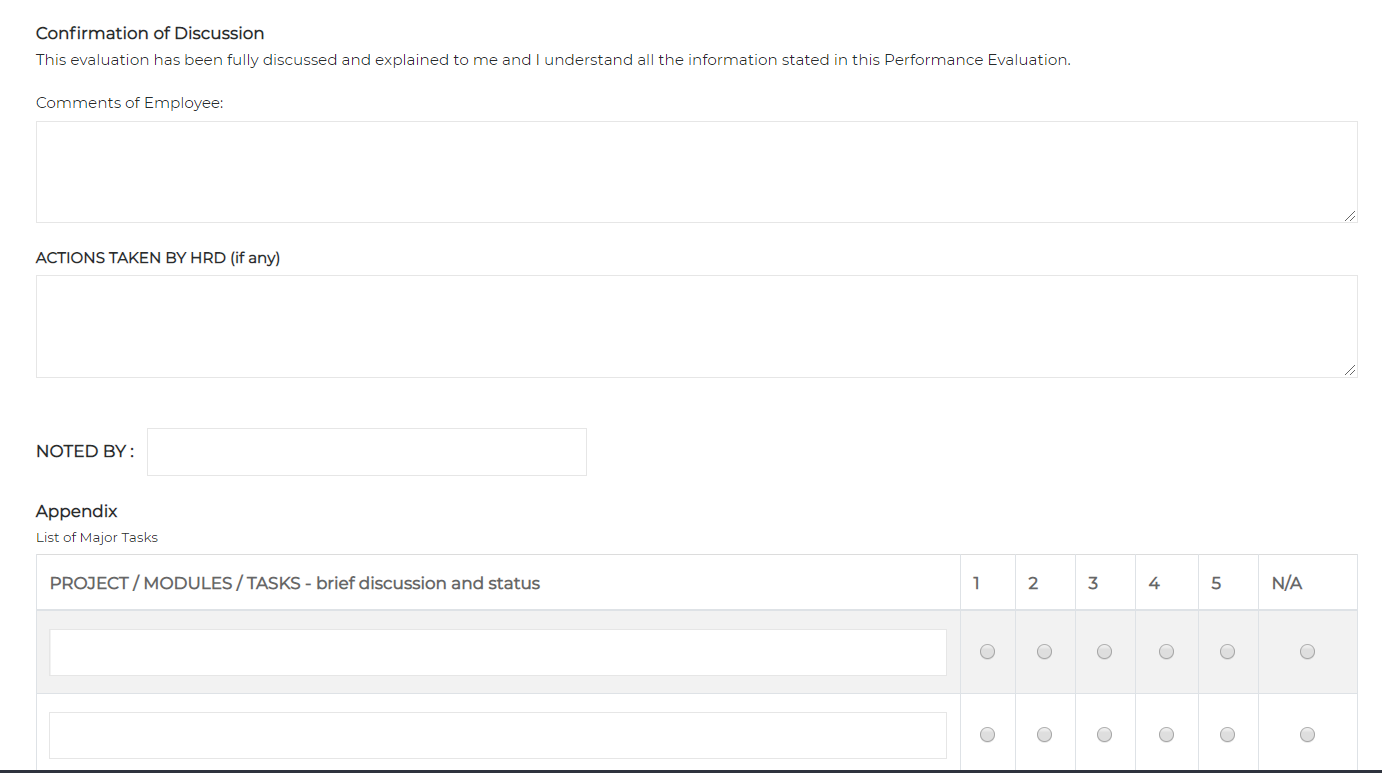 Confirmation of Discussion
This evaluation has been fully discussed and explained to me and I understand all the information stated in this Performance Evaluation.
Comments of Employee:
ACTIONS TAKEN BY HRD (if any)
NOTED BY :
Appendix
List of Major Tasks
PROJECT / MODULES / TASKS - brief discussion and status 1 2 3 4 5 N/A